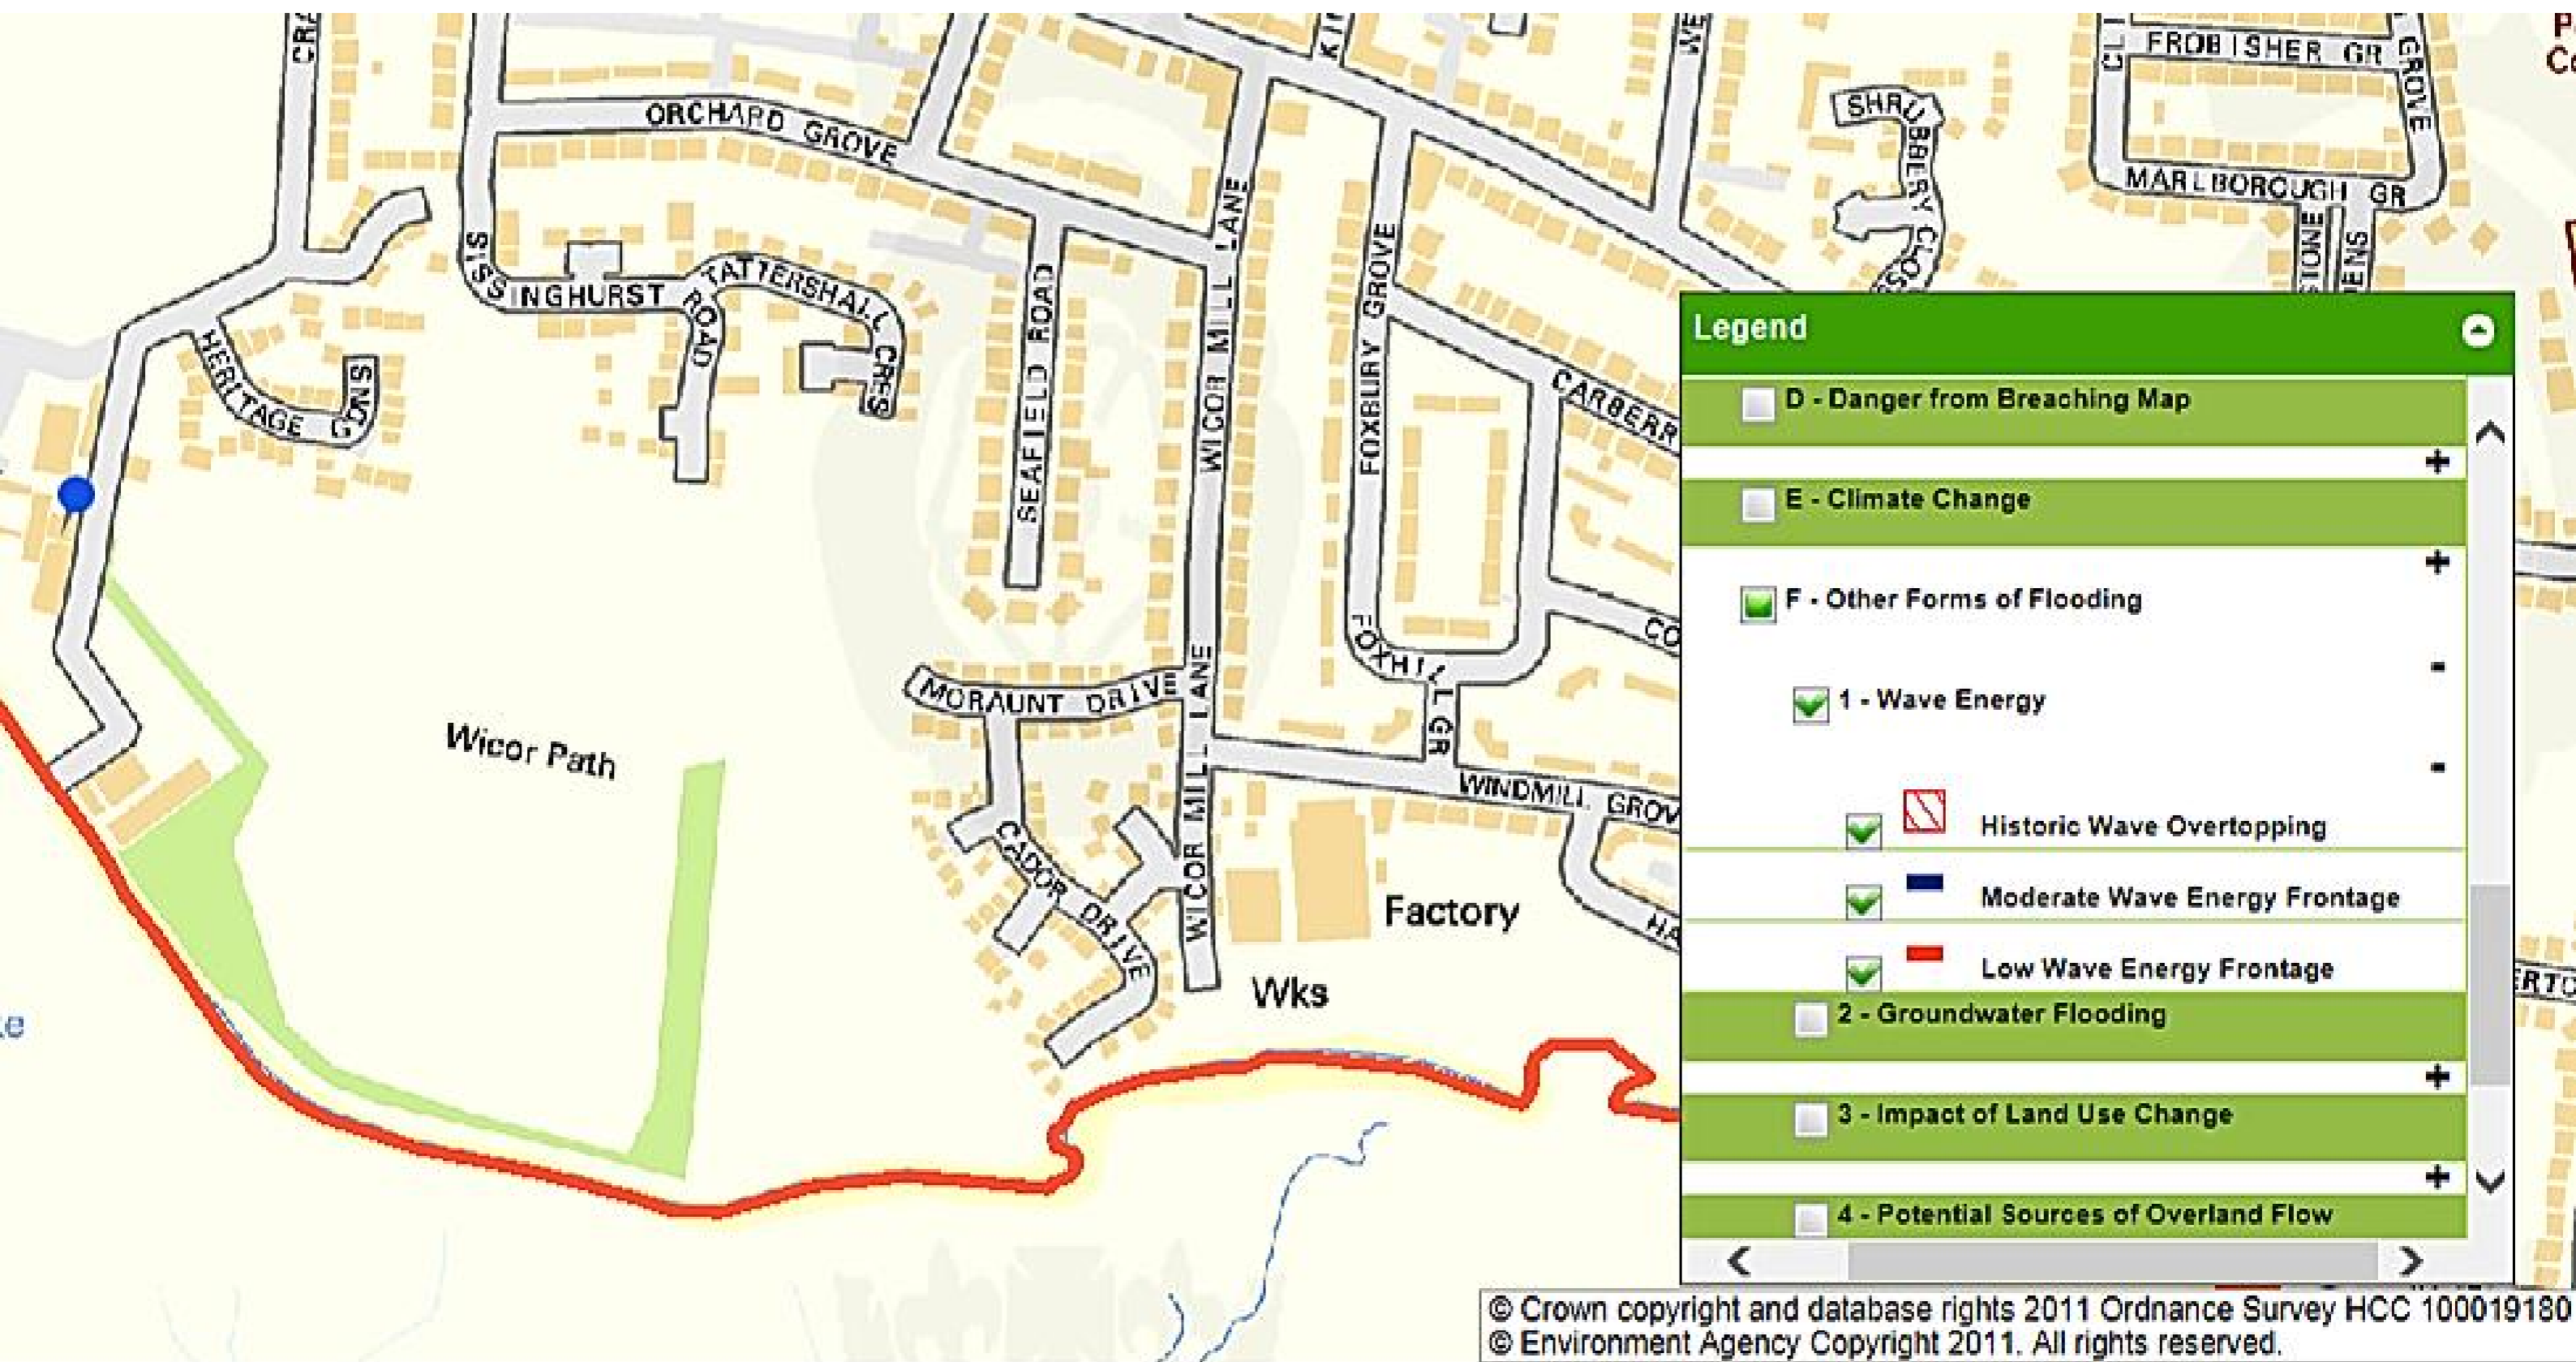 FROBISHER GR
GROVE
SHRUBBERY CLOS
ORCHARD GROVE
MARLBOROUGH GR
WICOR MILL LANE
SISSINGHURST
ROAD
TATTERSHALL CRES
SEAFIELD ROAD
FOXBURY GROVE
HERITAGE GDNS
CARBERR
Legend
D - Danger from Breaching Map
+
E - Climate Change
+
F - Other Forms of Flooding
-
1 - Wave Energy
-
Historic Wave Overtopping
Moderate Wave Energy Frontage
Low Wave Energy Frontage
2 - Groundwater Flooding
+
3 - Impact of Land Use Change
+
4 - Potential Sources of Overland Flow
FOXHILL GR
CO
MORAUNT DRIVE
WICOR MILL LANE
Wicor Path
WINDMILL GROV
CADOR DRIVE
Factory
HA
Wks
© Crown copyright and database rights 2011 Ordnance Survey HCC 100019180
© Environment Agency Copyright 2011. All rights reserved.